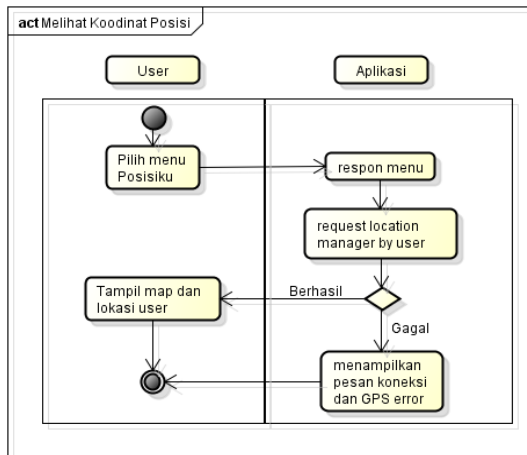 act Melihat Koodinat Posisi
User
Aplikasi
Pilih menu
Posisiku
respon menu
request location
manager by user
Berhasil
Tampil map dan
lokasi user
Gagal
menampilkan
pesan koneksi
dan GPS error